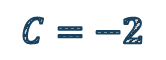 C = −2